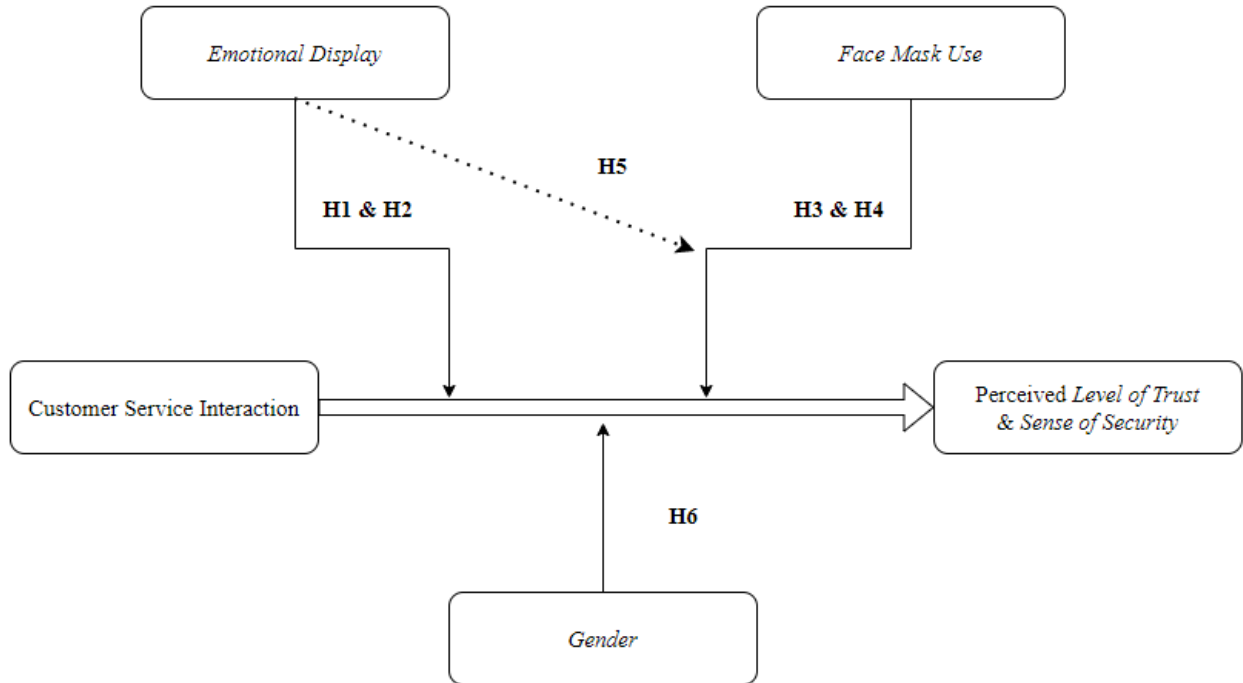 Emotional Display
Face Mask Use
H5
H1 & H2
H3 & H4
Customer Service Interaction
Perceived Level of Trust
& Sense of Security
H6
Gender